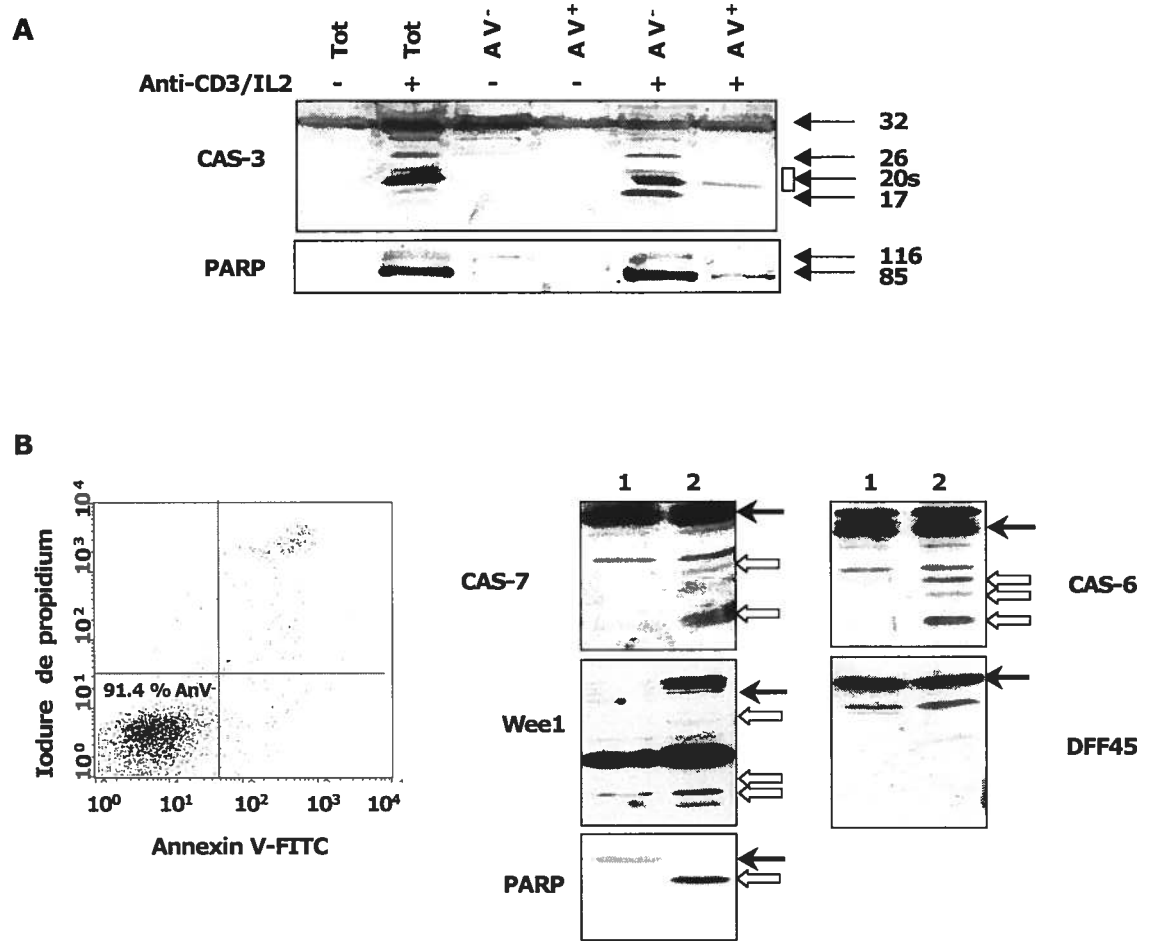 A
Tot Tot A V- A V+ A V- A V+
Anti-CD3/IL2 - + - - + +
CAS-3
32
26
20s
17
PARP
116
85
B
Iodure de propidium
10^4
10^3
10^2
10^1
10^0
91.4 % AnV-
10^0 10^1 10^2 10^3 10^4
Annexin V-FITC
1 2
CAS-7
Wee1
PARP
1 2
CAS-6
DFF45